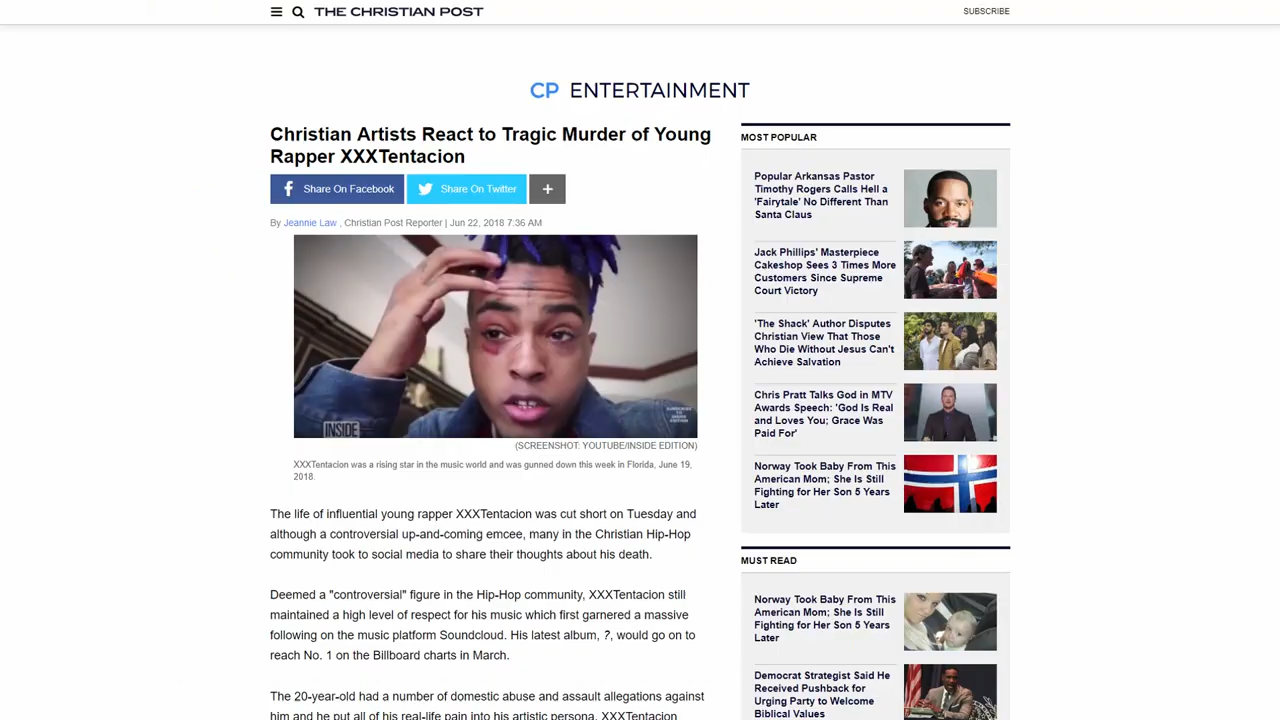 THE CHRISTIAN POST
SUBSCRIBE
CP ENTERTAINMENT
Christian Artists React to Tragic Murder of Young
Rapper XXXTentacion
Share On Facebook
Share On Twitter
+
By Jeannie Law , Christian Post Reporter | Jun 22, 2018 7:36 AM
INSIDE
SUBSCRIBE
TO INSIDE
EDITION
(SCREENSHOT: YOUTUBE/INSIDE EDITION)
XXXTentacion was a rising star in the music world and was gunned down this week in Florida, June 19,
2018.
The life of influential young rapper XXXTentacion was cut short on Tuesday and
although a controversial up-and-coming emcee, many in the Christian Hip-Hop
community took to social media to share their thoughts about his death.
Deemed a "controversial" figure in the Hip-Hop community, XXXTentacion still
maintained a high level of respect for his music which first garnered a massive
following on the music platform Soundcloud. His latest album, ?, would go on to
reach No. 1 on the Billboard charts in March.
The 20-year-old had a number of domestic abuse and assault allegations against
him and he put all of his real-life pain into his artistic persona. XXXTentacion
MOST POPULAR
Popular Arkansas Pastor
Timothy Rogers Calls Hell a
'Fairytale' No Different Than
Santa Claus
Jack Phillips' Masterpiece
Cakeshop Sees 3 Times More
Customers Since Supreme
Court Victory
'The Shack' Author Disputes
Christian View That Those
Who Die Without Jesus Can't
Achieve Salvation
Chris Pratt Talks God in MTV
Awards Speech: 'God Is Real
and Loves You; Grace Was
Paid For'
Norway Took Baby From This
American Mom; She Is Still
Fighting for Her Son 5 Years
Later
MUST READ
Norway Took Baby From This
American Mom; She Is Still
Fighting for Her Son 5 Years
Later
Democrat Strategist Said He
Received Pushback for
Urging Party to Welcome
Biblical Values